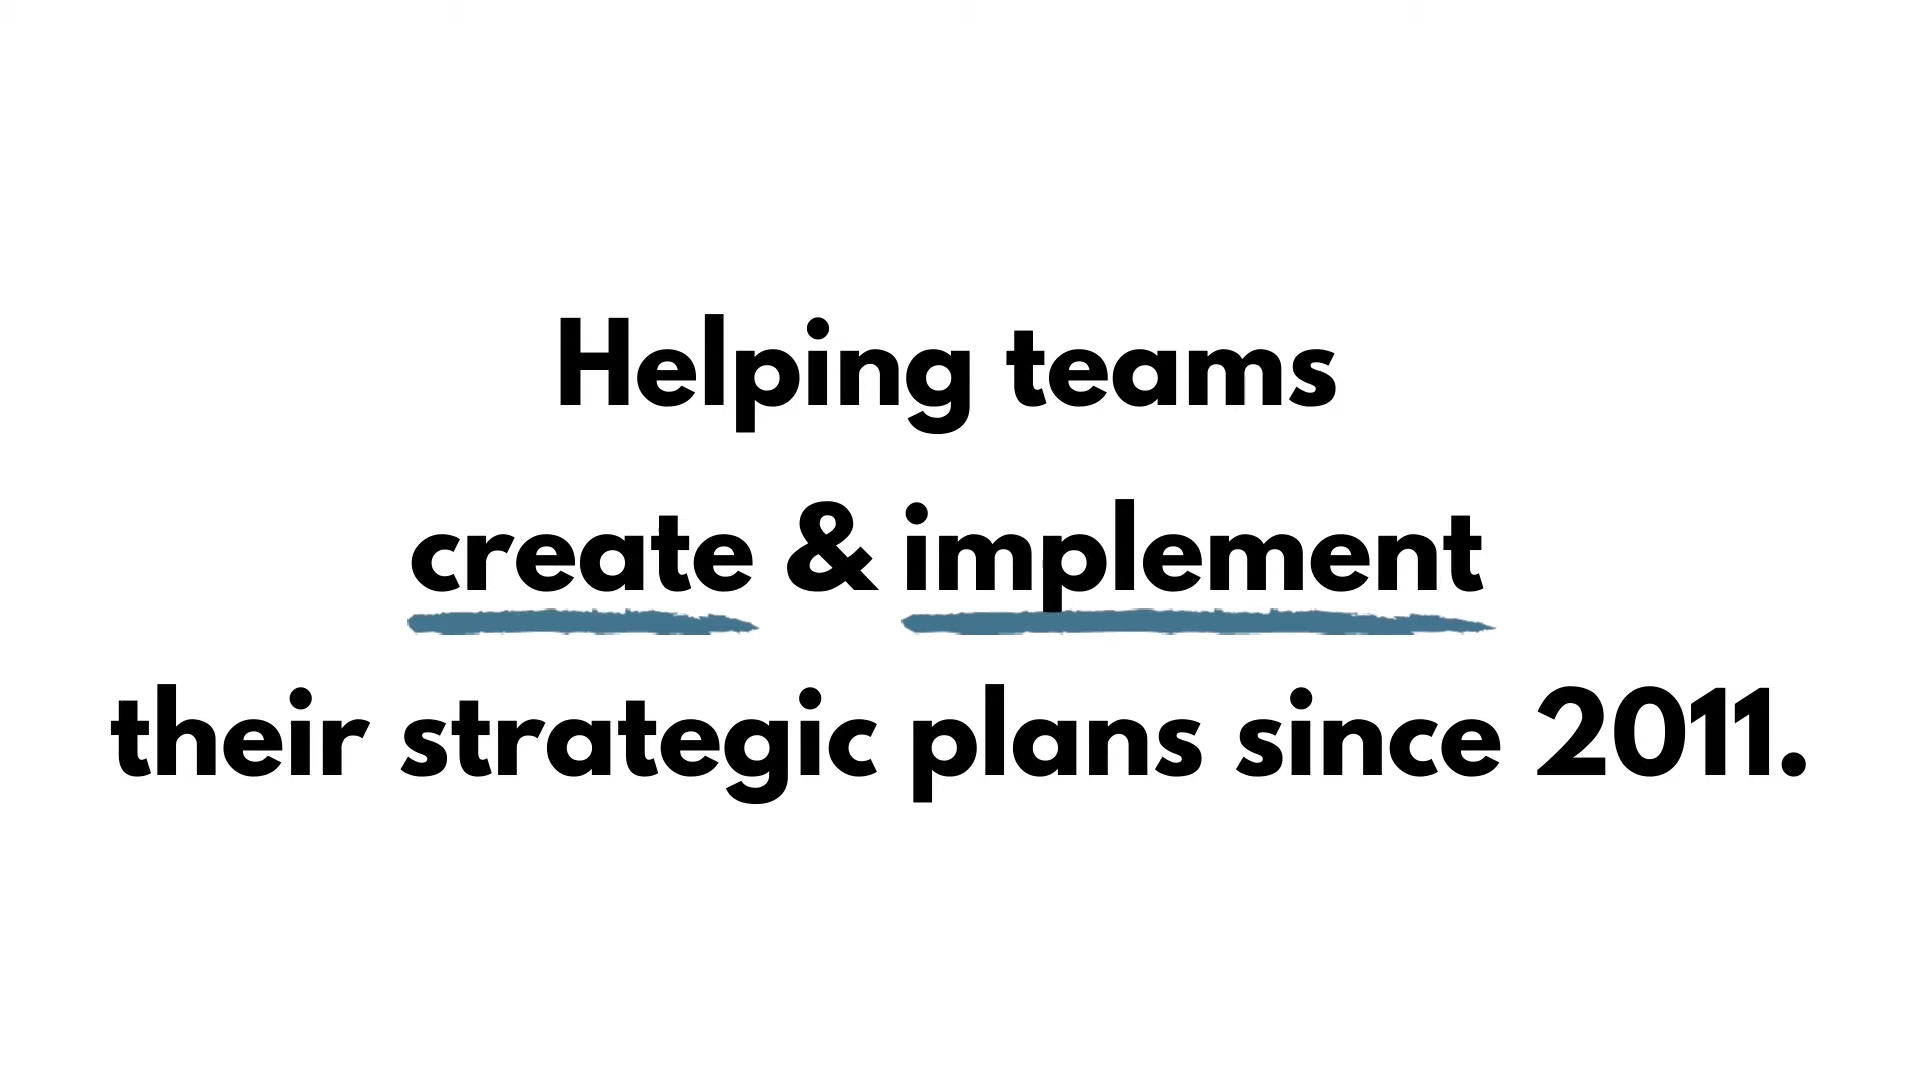 Helping teams
create & implement
their strategic plans since 2011.